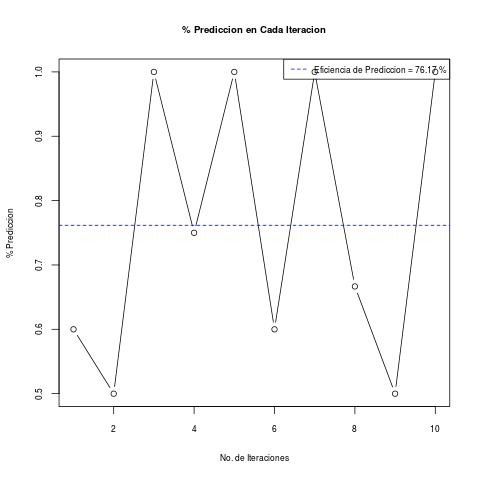 % Prediccion en Cada Iteracion
Eficiencia de Prediccion = 76.17 %
% Prediccion
1.0
0.9
0.8
0.7
0.6
0.5
2 4 6 8 10
No. de Iteraciones